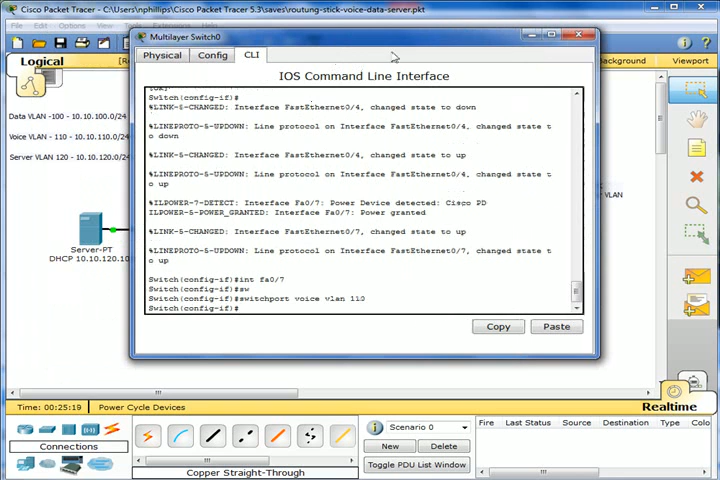 Cisco Packet Tracer - C:\Users\nphillips\Cisco Packet Tracer 5.3\saves\routung-stick-voice-data-server.pkt
File Edit Options
Multilayer Switch0
Logical
Background
Viewport
Physical Config CLI
IOS Command Line Interface
Data VLAN -100 - 10.10.100.0/24
Voice VLAN - 110 - 10.10.110.0/24
Server VLAN 120 - 10.10.120.0/24
VLAN
Server-PT
DHCP 10.10.120.10
Switch(config-if)#
%LINK-5-CHANGED: Interface FastEthernet0/4, changed state to down
%LINEPROTO-5-UPDOWN: Line protocol on Interface FastEthernet0/4, changed state t
o down
%LINK-5-CHANGED: Interface FastEthernet0/4, changed state to up
%LINEPROTO-5-UPDOWN: Line protocol on Interface FastEthernet0/4, changed state t
o up
%ILPOWER-7-DETECT: Interface Fa0/7: Power Device detected: Cisco PD
ILPOWER-5-POWER_GRANTED: Interface Fa0/7: Power granted
%LINK-5-CHANGED: Interface FastEthernet0/7, changed state to up
%LINEPROTO-5-UPDOWN: Line protocol on Interface FastEthernet0/7, changed state t
o up
Switch(config-if)#int fa0/7
Switch(config-if)#sw
Switch(config-if)#switchport voice vlan 110
Switch(config-if)#
Copy Paste
Realtime
Time: 00:25:19 Power Cycle Devices
Connections
Copper Straight-Through
Scenario 0
New Delete
Toggle PDU List Window
Fire Last Status Source Destination Type Colo